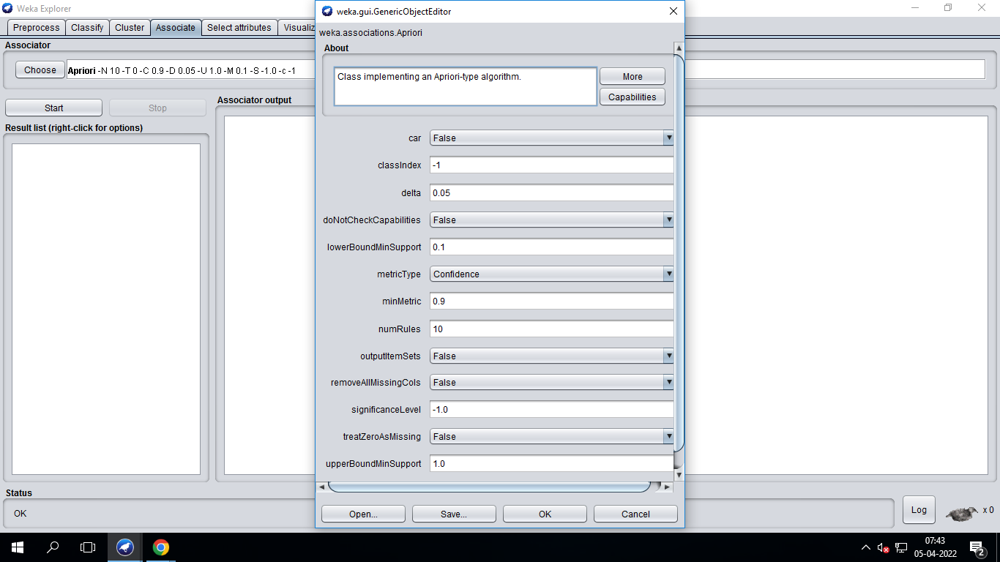 Weka Explorer
Preprocess Classify Cluster Associate Select attributes Visualiz
Associator
Choose Apriori -N 10 -T 0 -C 0.9 -D 0.05 -U 1.0 -M 0.1 -S -1.0 -c -1
Start Stop
Associator output
Result list (right-click for options)
weka.gui.GenericObjectEditor
weka.associations.Apriori
About
Class implementing an Apriori-type algorithm.
More
Capabilities
car False
classIndex -1
delta 0.05
doNotCheckCapabilities False
lowerBoundMinSupport 0.1
metricType Confidence
minMetric 0.9
numRules 10
outputItemSets False
removeAllMissingCols False
significanceLevel -1.0
treatZeroAsMissing False
upperBoundMinSupport 1.0
Open... Save... OK Cancel
Status
OK
Log x 0
07:43
05-04-2022
2